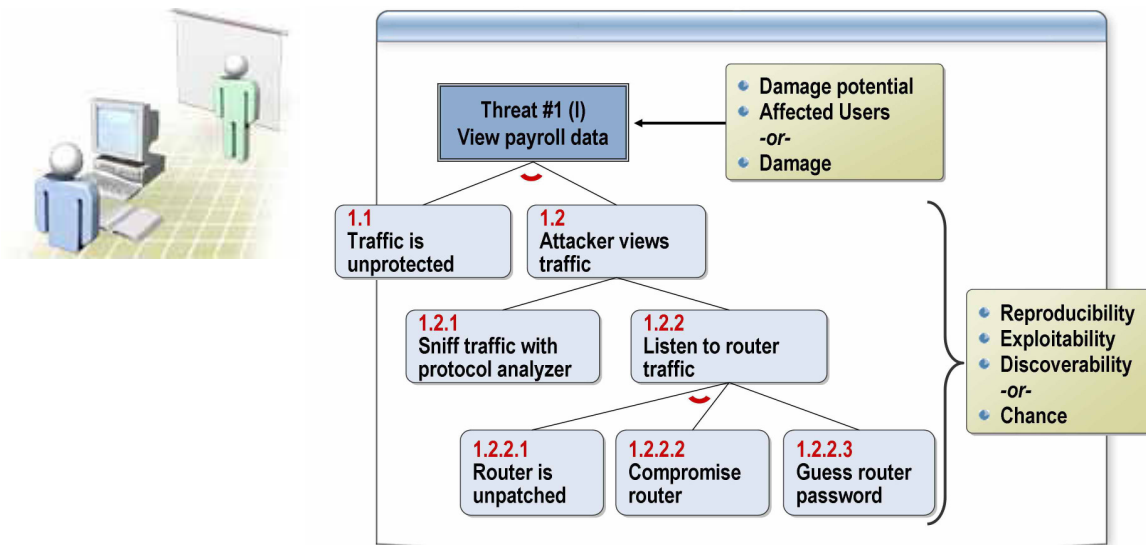 Threat #1 (I)
View payroll data
Damage potential
Affected Users
-or-
Damage
1.1
Traffic is
unprotected
1.2
Attacker views
traffic
1.2.1
Sniff traffic with
protocol analyzer
1.2.2
Listen to router
traffic
1.2.2.1
Router is
unpatched
1.2.2.2
Compromise
router
1.2.2.3
Guess router
password
Reproducibility
Exploitability
Discoverability
-or-
Chance